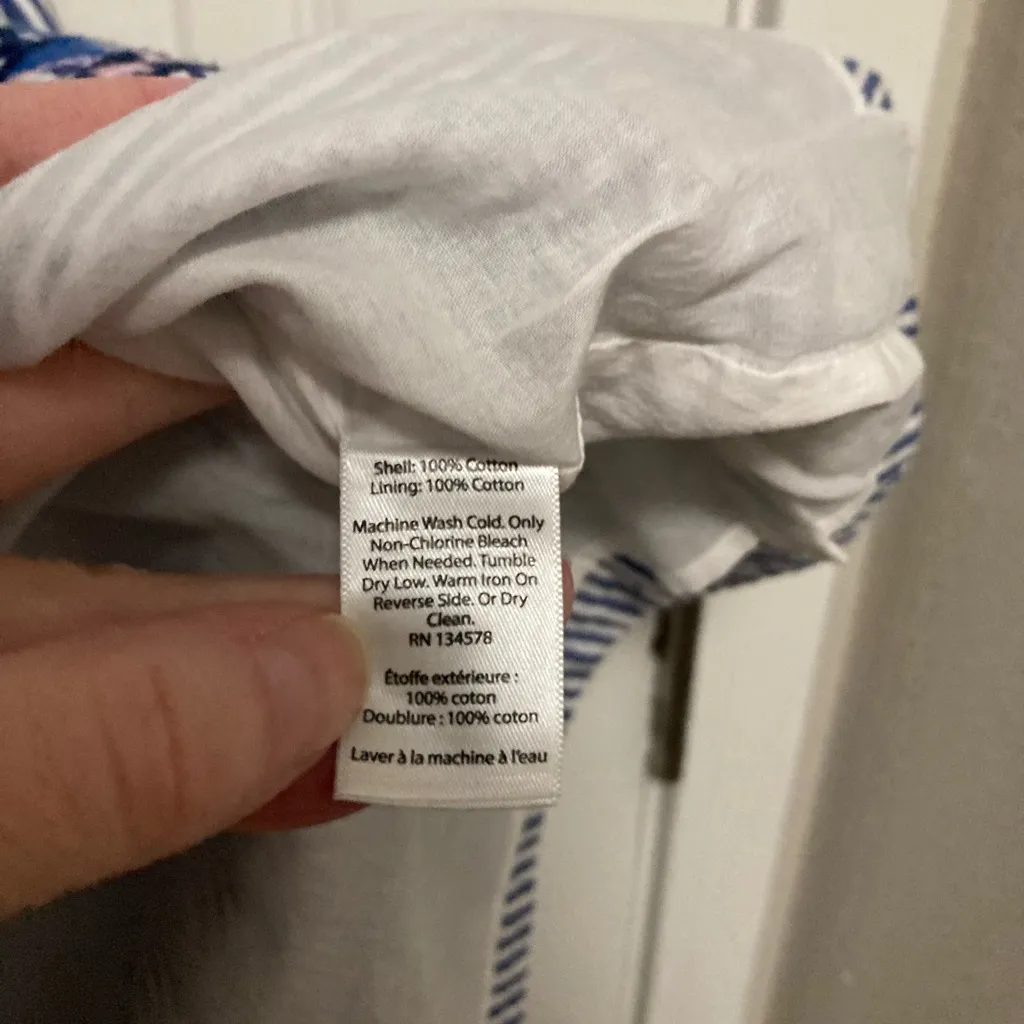 Shell: 100% Cotton
Lining: 100% Cotton
Machine Wash Cold. Only
Non-Chlorine Bleach
When Needed. Tumble
Dry Low. Warm Iron On
Reverse Side. Or Dry
Clean.
RN 134578
Étoffe extérieure :
100% coton
Doublure : 100% coton
Laver à la machine à l'eau